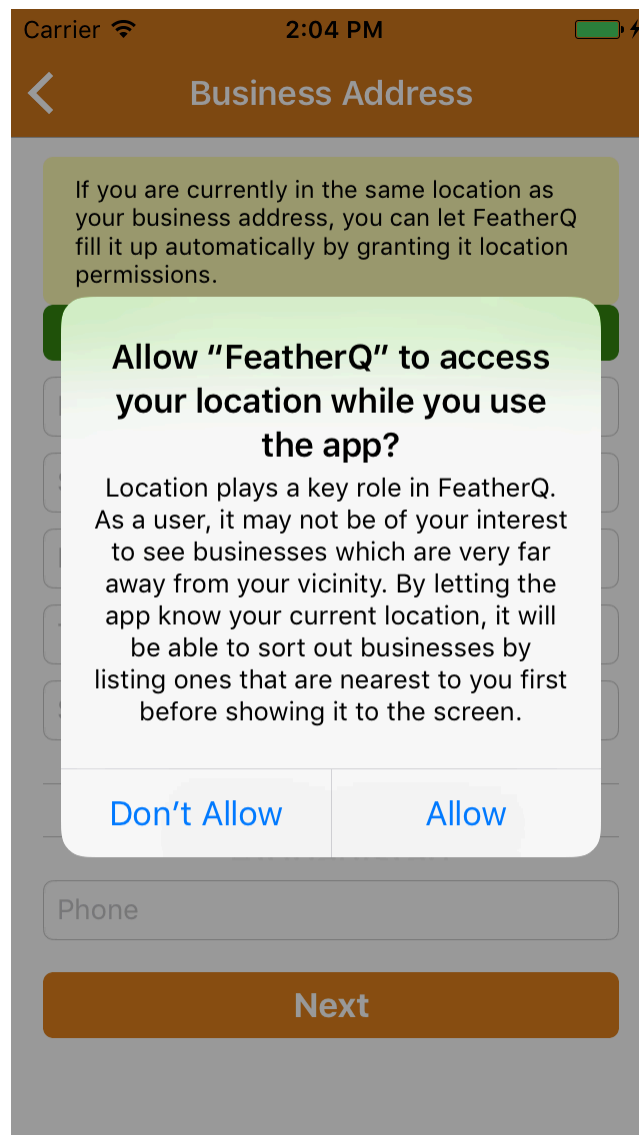 Carrier 2:04 PM
Business Address
If you are currently in the same location as
your business address, you can let FeatherQ
fill it up automatically by granting it location
permissions.
Allow “FeatherQ” to access
your location while you use
the app?
Location plays a key role in FeatherQ.
As a user, it may not be of your interest
to see businesses which are very far
away from your vicinity. By letting the
app know your current location, it will
be able to sort out businesses by
listing ones that are nearest to you first
before showing it to the screen.
Don’t Allow Allow
Phone
Next